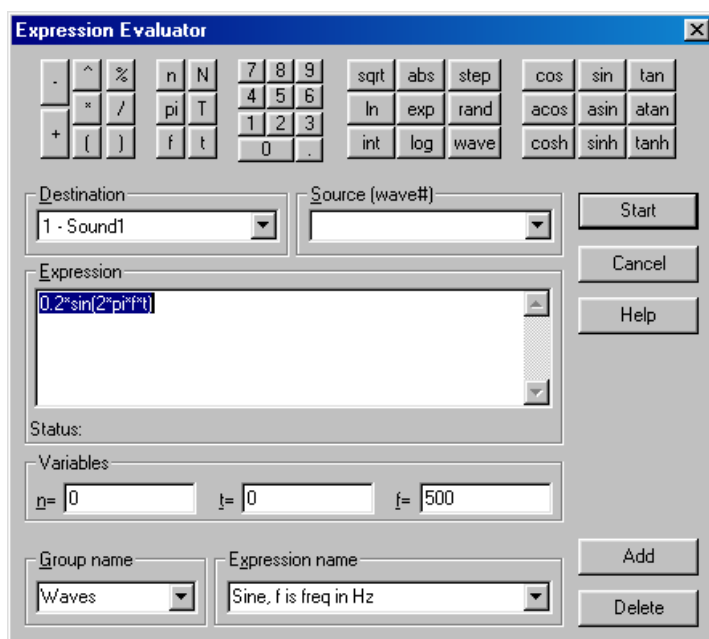 Expression Evaluator
- ^ % n N 7 8 9 sqrt abs step cos sin tan
* / pi T 4 5 6 ln exp rand acos asin atan
+ ( ) f t 1 2 3 int log wave cosh sinh tanh
0 .
Destination Source (wave#)
1 - Sound1
Start
Cancel
Help
Expression
0.2*sin(2*pi*f*t)
Status:
Variables
n= 0 t= 0 f= 500
Group name Expression name
Waves Sine, f is freq in Hz
Add
Delete